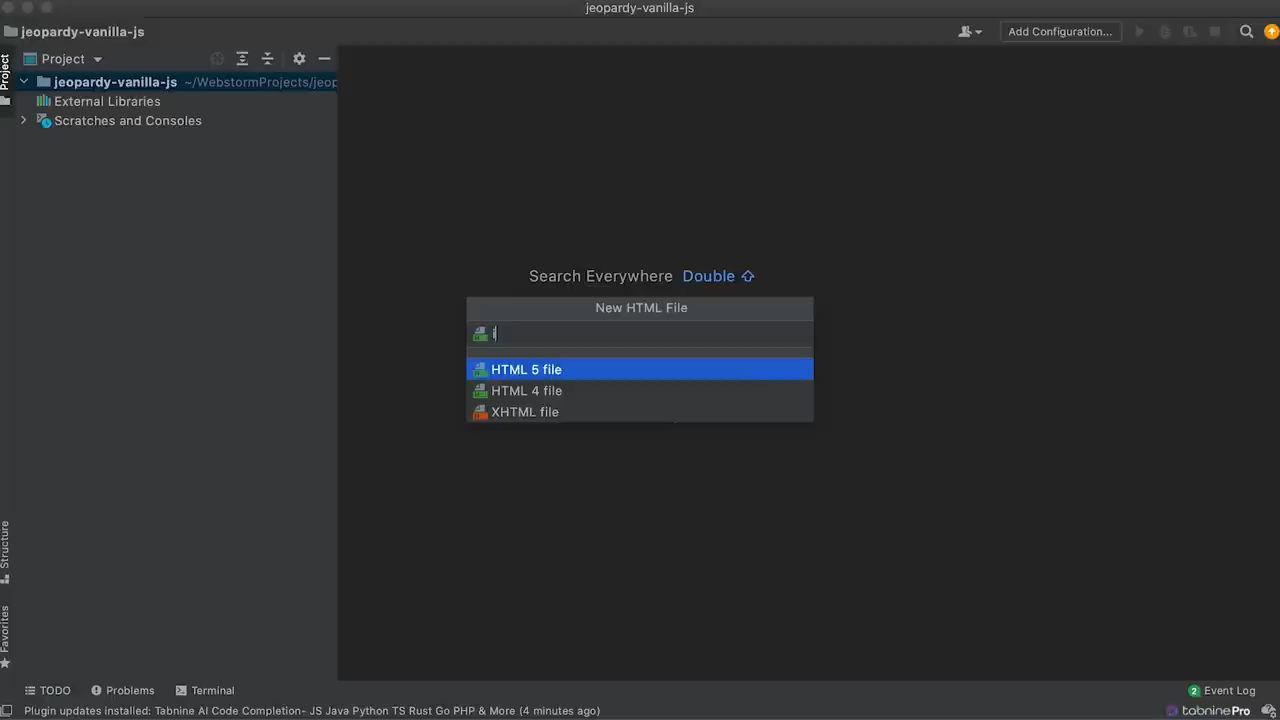 jeopardy-vanilla-js
jeopardy-vanilla-js
Add Configuration...
Project
Project
jeopardy-vanilla-js ~/WebstormProjects/jeop
External Libraries
Scratches and Consoles
Search Everywhere Double ⇧
New HTML File
i
HTML 5 file
HTML 4 file
XHTML file
Structure
Favorites
TODO
Problems
Terminal
2 Event Log
Plugin updates installed: Tabnine AI Code Completion- JS Java Python TS Rust Go PHP & More (4 minutes ago)
tabnine Pro